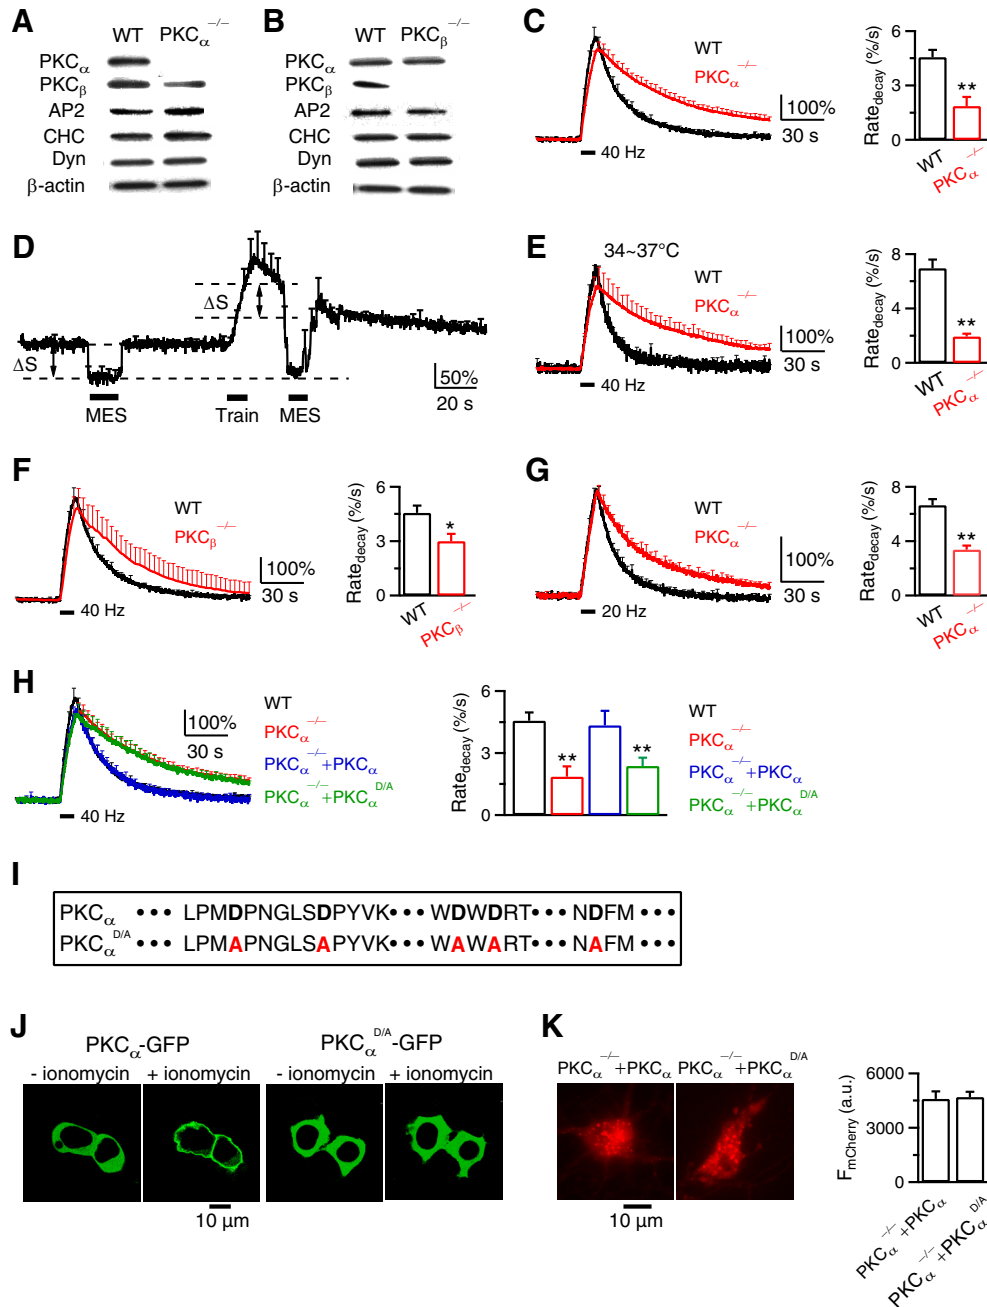 A
WT PKCα−/−
PKCα
PKCβ
AP2
CHC
Dyn
β-actin
B
WT PKCβ−/−
PKCα
PKCβ
AP2
CHC
Dyn
β-actin
C
WT
PKCα−/−
100%
30 s
40 Hz
Ratedecay (%/s)
6
3
0
**
WT
PKCα−/−
D
ΔS
ΔS
MES
Train
MES
50%
20 s
E
34~37°C
WT
PKCα−/−
100%
30 s
40 Hz
Ratedecay (%/s)
8
4
0
**
WT
PKCα−/−
F
WT
PKCβ−/−
100%
30 s
40 Hz
Ratedecay (%/s)
6
3
0
*
WT
PKCβ−/−
G
WT
PKCα−/−
100%
30 s
20 Hz
Ratedecay (%/s)
8
4
0
**
WT
PKCα−/−
H
100%
30 s
40 Hz
WT
PKCα−/−
PKCα−/−+PKCα
PKCα−/−+PKCαD/A
Ratedecay (%/s)
6
3
0
**
**
WT
PKCα−/−
PKCα−/−+PKCα
PKCα−/−+PKCαD/A
I
PKCα ••• LPMDPNGLSDPYVK••• WDWDRT••• NDFM •••
PKCαD/A ••• LPMAPNGLSAPYVK••• WAWART••• NAFM •••
J
PKCα-GFP
- ionomycin + ionomycin
PKCαD/A-GFP
- ionomycin + ionomycin
10 μm
K
PKCα−/−+PKCα PKCα−/−+PKCαD/A
10 μm
FmCherry (a.u.)
6000
3000
0
PKCα−/−+PKCα
PKCα−/−+PKCαD/A